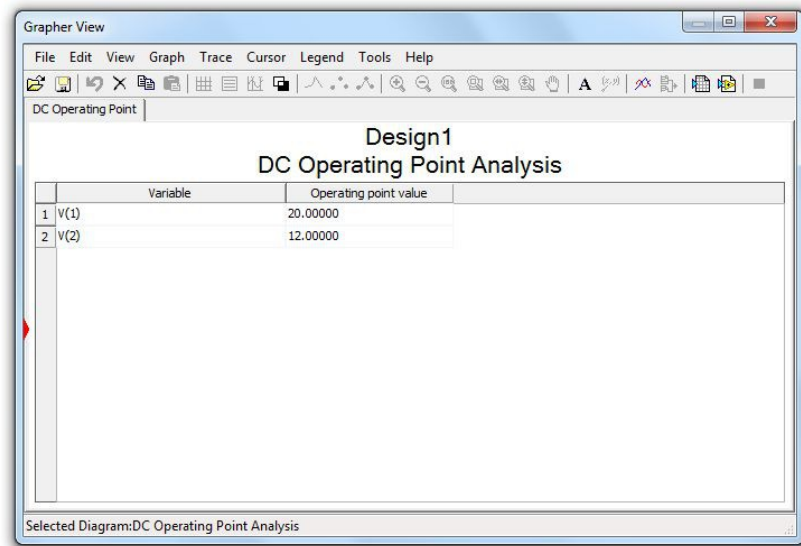 Grapher View
File Edit View Graph Trace Cursor Legend Tools Help
A
DC Operating Point
Design1
DC Operating Point Analysis
Variable Operating point value
1 V(1) 20.00000
2 V(2) 12.00000
Selected Diagram:DC Operating Point Analysis